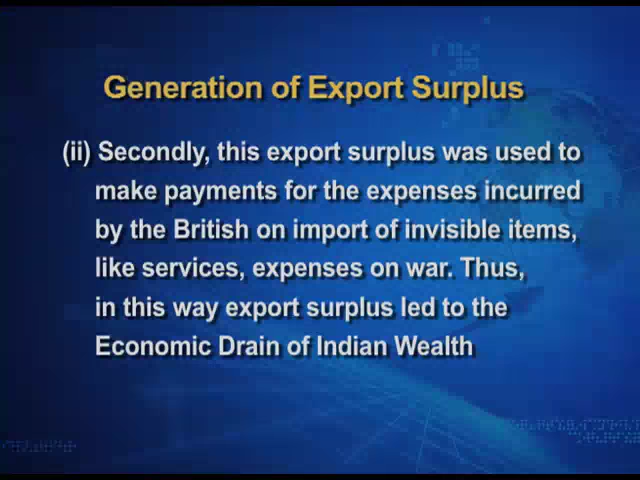 Generation of Export Surplus
(ii) Secondly, this export surplus was used to
make payments for the expenses incurred
by the British on import of invisible items,
like services, expenses on war. Thus,
in this way export surplus led to the
Economic Drain of Indian Wealth